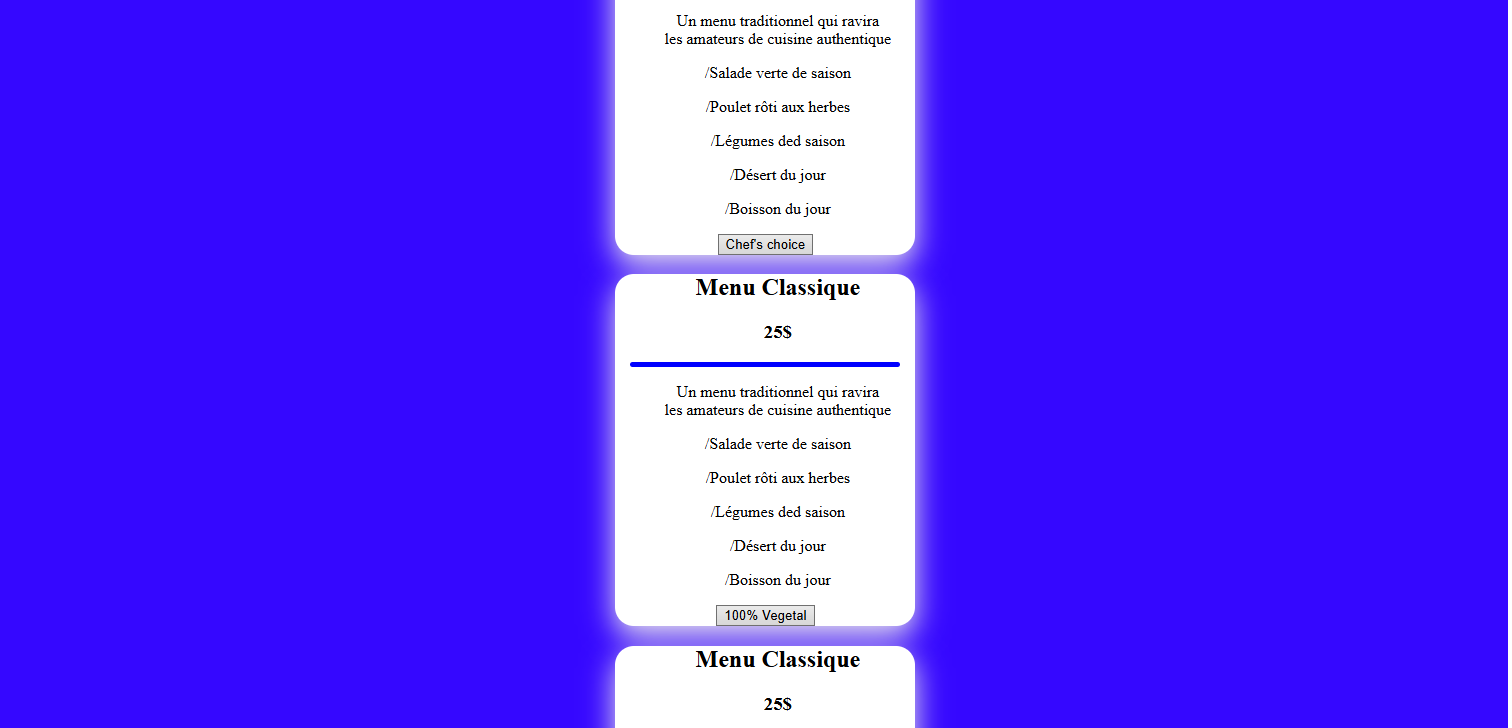 Un menu traditionnel qui ravira
les amateurs de cuisine authentique
/Salade verte de saison
/Poulet rôti aux herbes
/Légumes ded saison
/Désert du jour
/Boisson du jour
Chef's choice
Menu Classique
25$
Un menu traditionnel qui ravira
les amateurs de cuisine authentique
/Salade verte de saison
/Poulet rôti aux herbes
/Légumes ded saison
/Désert du jour
/Boisson du jour
100% Vegetal
Menu Classique
25$